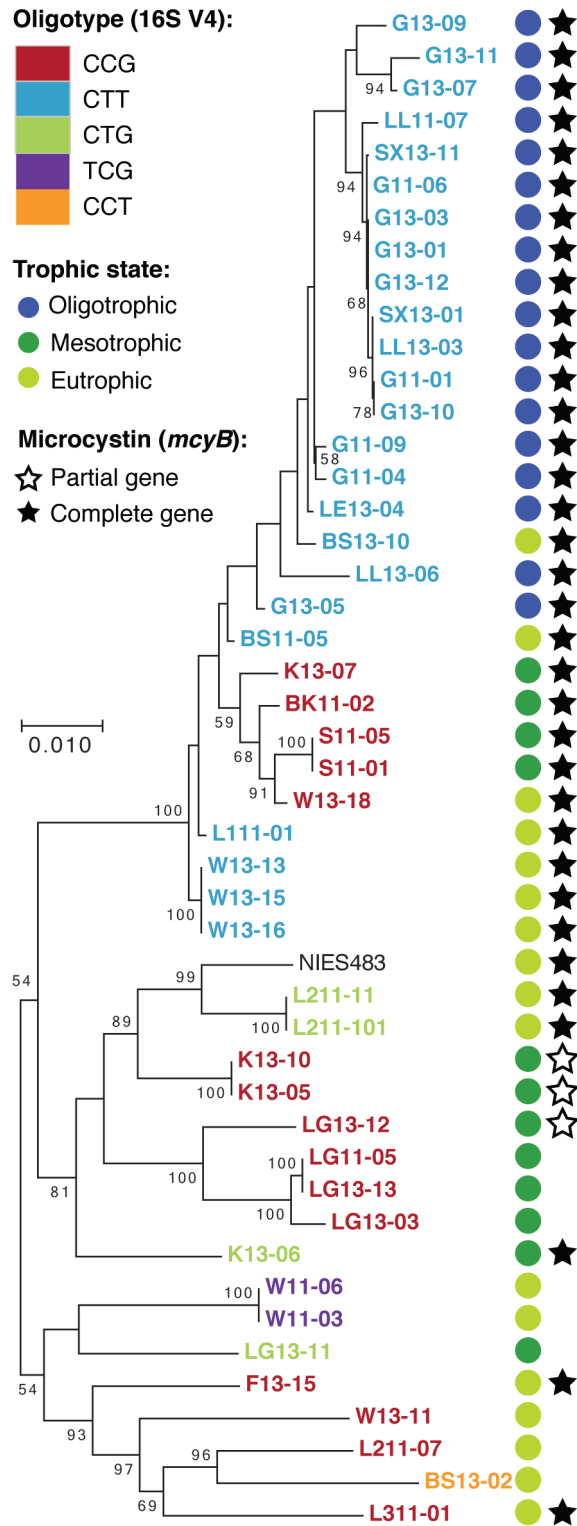 Oligotype (16S V4):
CCG
CTT
CTG
TCG
CCT
Trophic state:
Oligotrophic
Mesotrophic
Eutrophic
Microcystin (mcyB):
Partial gene
Complete gene
0.010
G13-09
G13-11
94
G13-07
LL11-07
SX13-11
94
G11-06
G13-03
94
G13-01
G13-12
68
SX13-01
LL13-03
96
G11-01
78
G13-10
G11-09
58
G11-04
LE13-04
BS13-10
LL13-06
G13-05
BS11-05
K13-07
59
BK11-02
S11-05
100
68
S11-01
91
W13-18
100
L111-01
W13-13
W13-15
100
W13-16
NIES483
99
54
L211-11
100
L211-101
89
K13-10
100
K13-05
LG13-12
100
LG11-05
100
LG13-13
81
100
LG13-03
K13-06
100
W11-06
W11-03
LG13-11
54
F13-15
93
W13-11
97
96
L211-07
BS13-02
69
L311-01